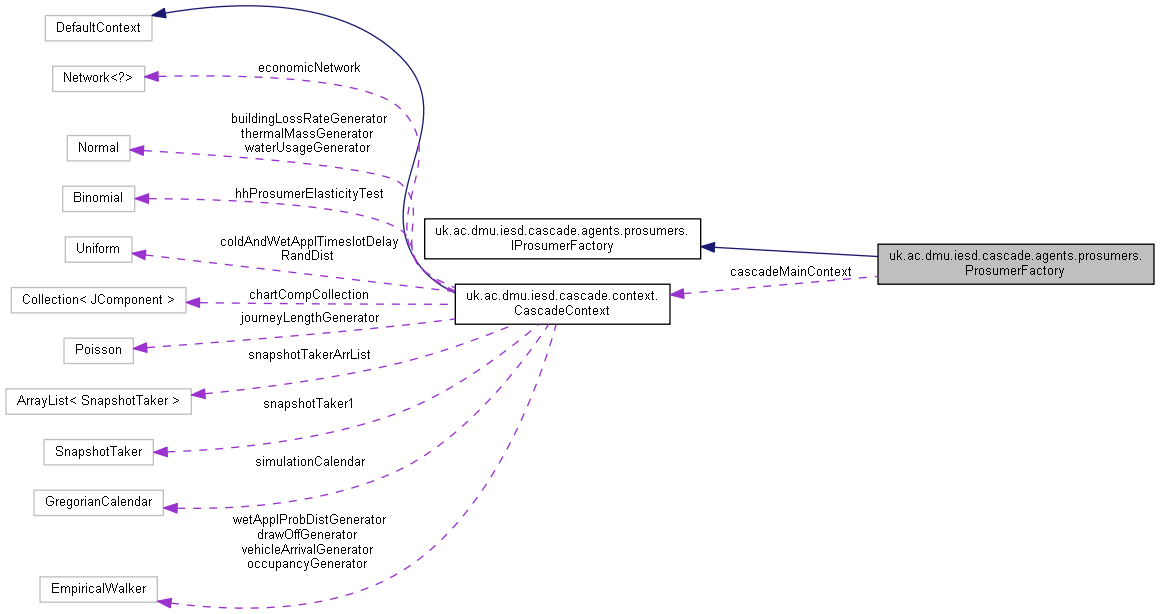 DefaultContext
Network<?>
economicNetwork
buildingLossRateGenerator
thermalMassGenerator
waterUsageGenerator
Normal
Binomial
hhProsumerElasticityTest
Uniform
coldAndWetApplTimeslotDelay
RandDist
uk.ac.dmu.iesd.cascade.agents.prosumers.
IProsumerFactory
uk.ac.dmu.iesd.cascade.agents.prosumers.
ProsumerFactory
cascadeMainContext
Collection< JComponent >
chartCompCollection
uk.ac.dmu.iesd.cascade.context.
CascadeContext
journeyLengthGenerator
Poisson
snapshotTakerArrList
ArrayList< SnapshotTaker >
snapshotTaker1
SnapshotTaker
simulationCalendar
GregorianCalendar
wetApplProbDistGenerator
drawOffGenerator
vehicleArrivalGenerator
occupancyGenerator
EmpiricalWalker